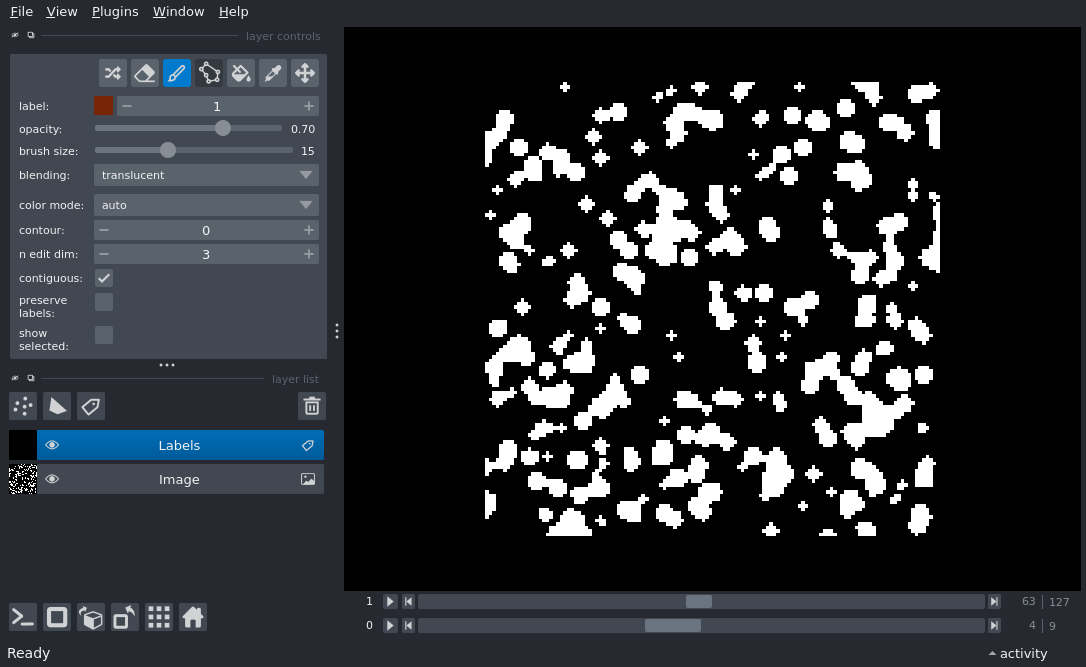 File View Plugins Window Help
layer controls
label: 1
opacity: 0.70
brush size: 15
blending: translucent
color mode: auto
contour: 0
n edit dim: 3
contiguous:
preserve
labels:
show
selected:
layer list
Labels
Image
1 63 127
0 4 9
Ready activity